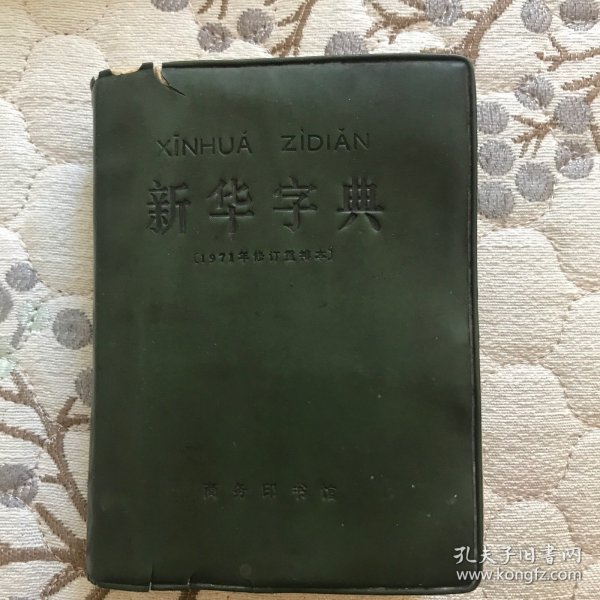 XĪNHUÁ ZÌDIǍN
新华字典
〔1971年修订重排本〕
商务印书馆
孔夫子旧书网
www.kongfz.com